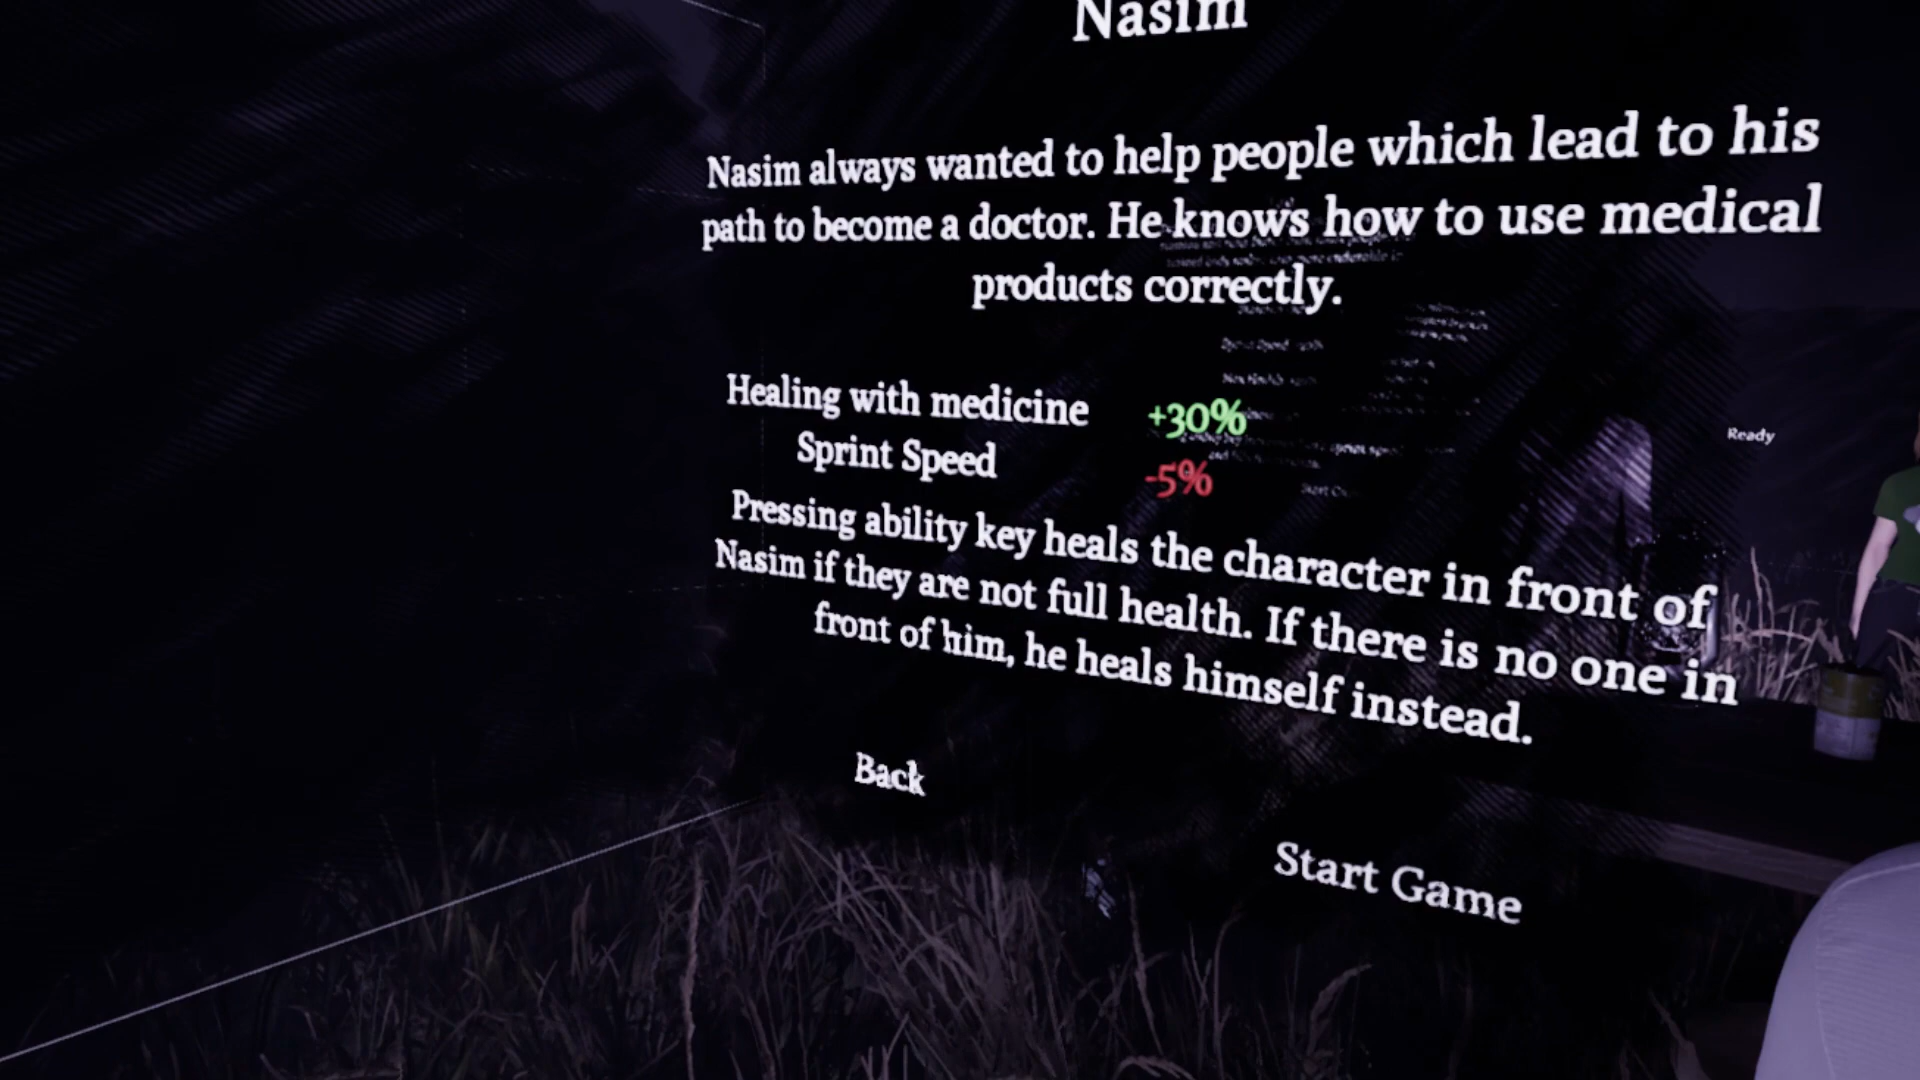 Nasim
Nasim always wanted to help people which lead to his
path to become a doctor. He knows how to use medical
products correctly.
Healing with medicine +30%
Sprint Speed -5%
Pressing ability key heals the character in front of
Nasim if they are not full health. If there is no one in
front of him, he heals himself instead.
Ready
Back
Start Game